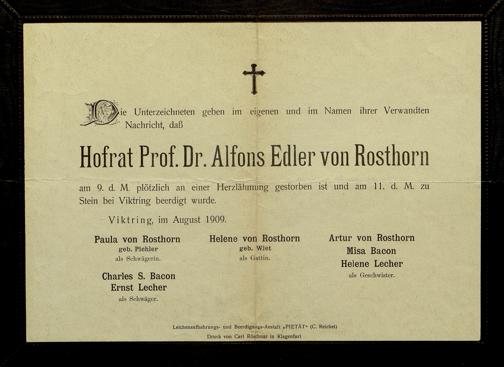 Die Unterzeichneten geben im eigenen und im Namen ihrer Verwandten
Nachricht, daß
Hofrat Prof. Dr. Alfons Edler von Rosthorn
am 9. d. M. plötzlich an einer Herzlähmung gestorben ist und am 11. d. M. zu
Stein bei Viktring beerdigt wurde.
Viktring, im August 1909.
Paula von Rosthorn
geb. Pichler
als Schwägerin.
Charles S. Bacon
Ernst Lecher
als Schwäger.
Helene von Rosthorn
geb. Wiet
als Gattin.
Artur von Rosthorn
Misa Bacon
Helene Lecher
als Geschwister.
Leichenaufbahrungs- und Beerdigungs-Anstalt „PIETÄT“ (C. Reichel)
Druck von Carl in Klagenfurt